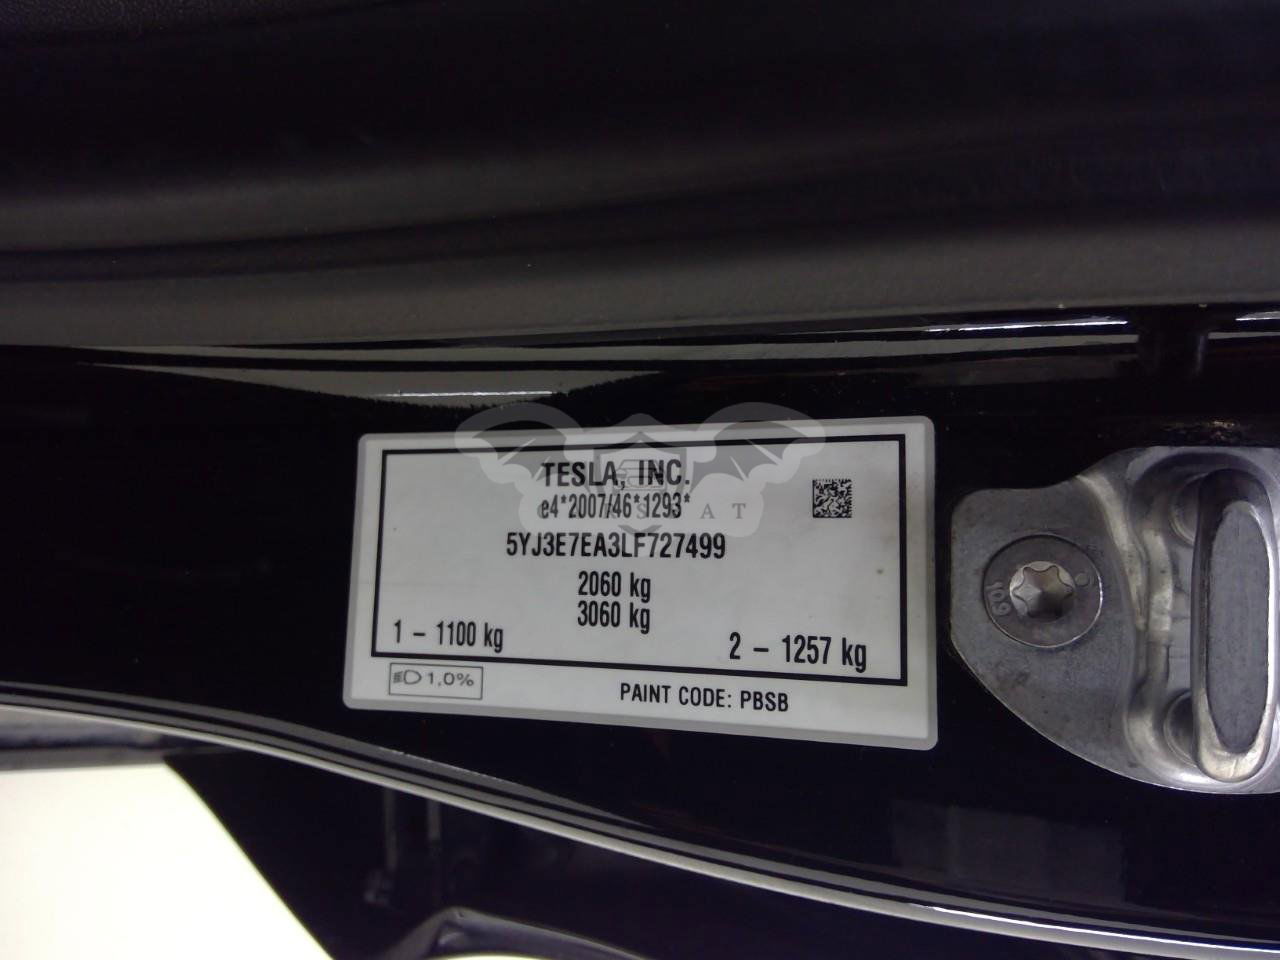 TESLA, INC.
e4*2007/46*1293*
5YJ3E7EA3LF727499
2060 kg
3060 kg
1 - 1100 kg
2 - 1257 kg
1,0%
PAINT CODE: PBSB
109